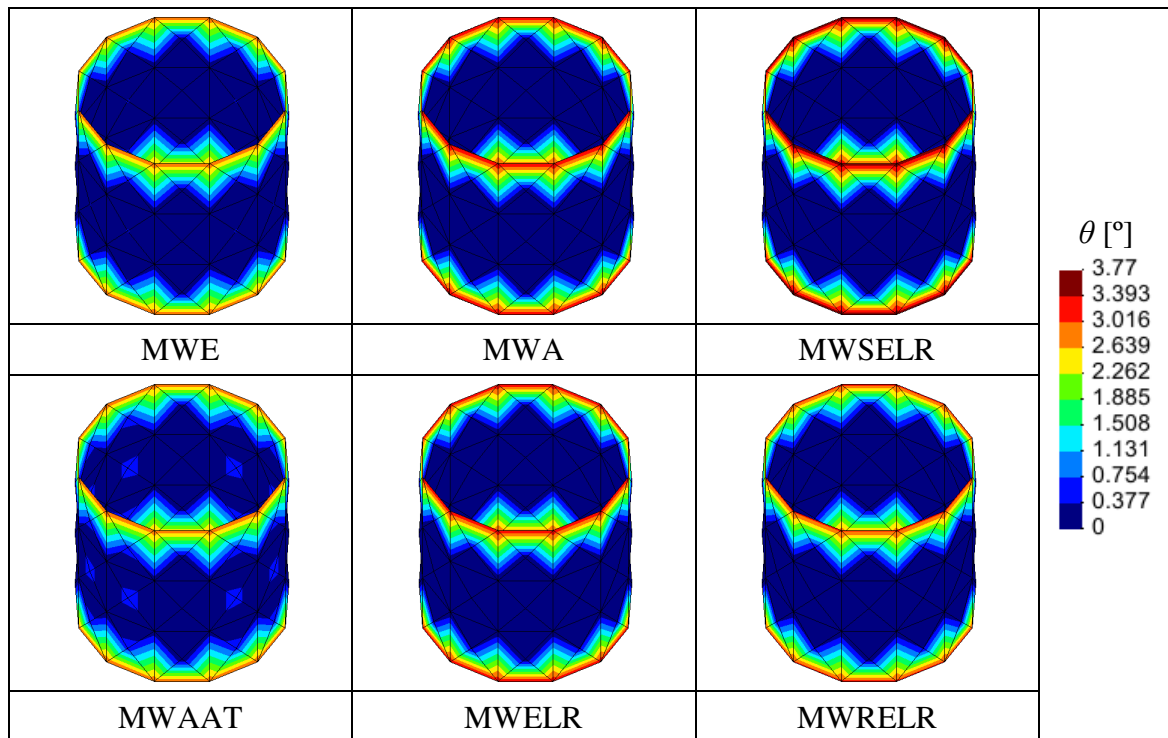 MWE
MWA
MWSELR
MWAAT
MWELR
MWRELR
θ [º]
3.77
3.393
3.016
2.639
2.262
1.885
1.508
1.131
0.754
0.377
0